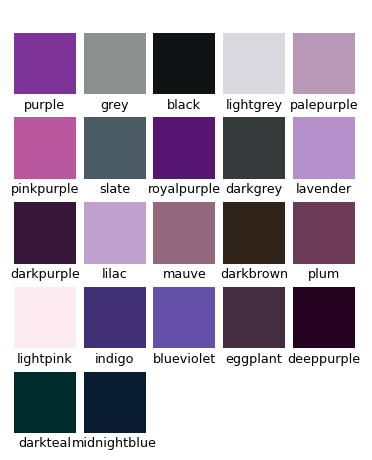 purple grey black lightgrey palepurple
pinkpurple slate royalpurple darkgrey lavender
darkpurple lilac mauve darkbrown plum
lightpink indigo blueviolet eggplant deeppurple
darkteal midnightblue